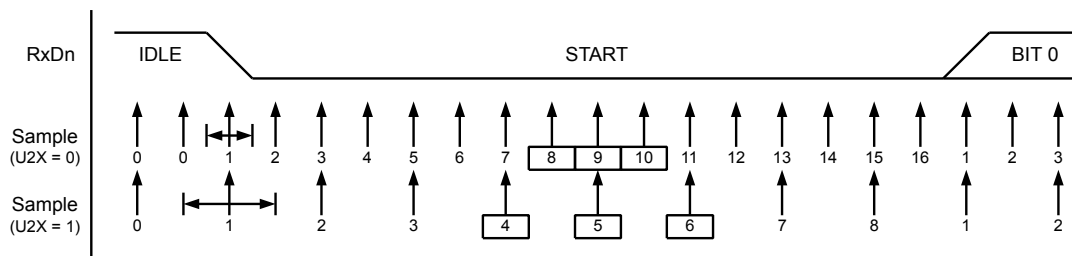 RxDn IDLE START BIT 0
Sample
(U2X = 0) 0 0 1 2 3 4 5 6 7 8 9 10 11 12 13 14 15 16 1 2 3
Sample
(U2X = 1) 0 1 2 3 4 5 6 7 8 1 2